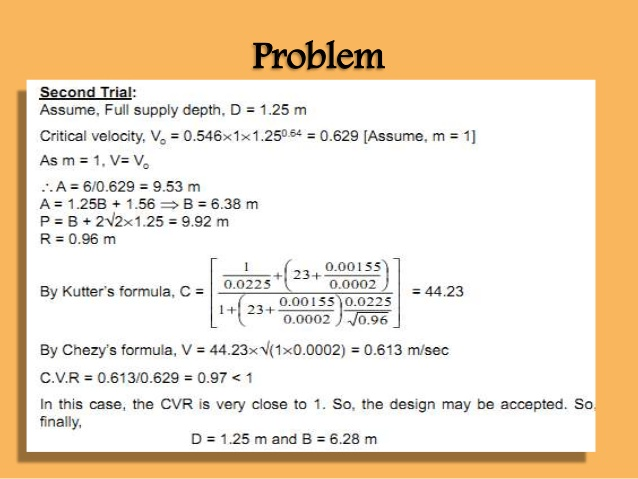 Problem
Second Trial:
Assume, Full supply depth, D = 1.25 m
Critical velocity, Vₒ = 0.546×1×1.25⁰·⁶⁴ = 0.629 [Assume, m = 1]
As m = 1, V= Vₒ
∴ A = 6/0.629 = 9.53 m
A = 1.25B + 1.56 ⇒ B = 6.38 m
P = B + 2√2×1.25 = 9.92 m
R = 0.96 m
By Kutter's formula, C = [ (1/0.0225 + (23 + 0.00155/0.0002)) / (1 + (23 + 0.00155/0.0002) 0.0225/√0.96) ] = 44.23
By Chezy's formula, V = 44.23×√(1×0.0002) = 0.613 m/sec
C.V.R = 0.613/0.629 = 0.97 < 1
In this case, the CVR is very close to 1. So, the design may be accepted. So,
finally,
D = 1.25 m and B = 6.28 m